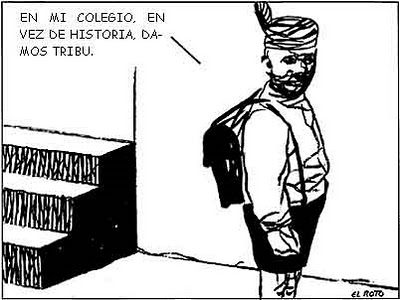 EN MI COLEGIO, EN
VEZ DE HISTORIA, DA-
MOS TRIBU.
EL ROTO